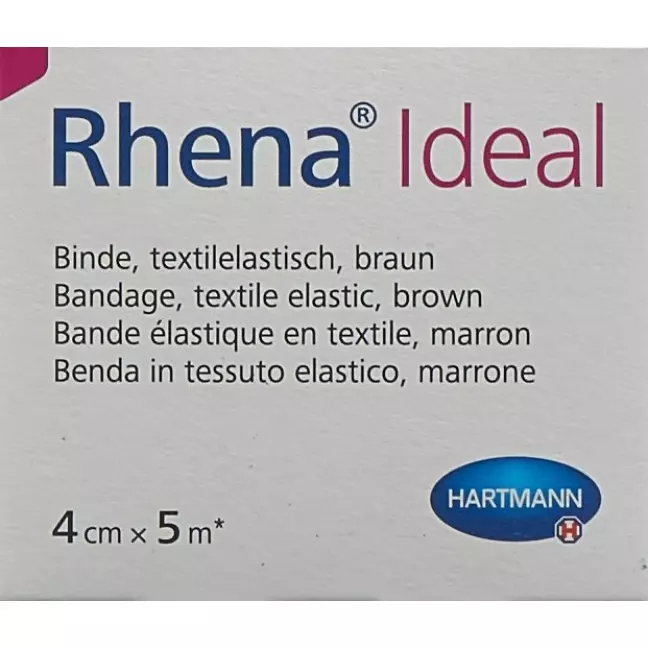 Rhena® Ideal
Binde, textilelastisch, braun
Bandage, textile elastic, brown
Bande élastique en textile, marron
Benda in tessuto elastico, marrone
HARTMANN
H
4 cm × 5 m*